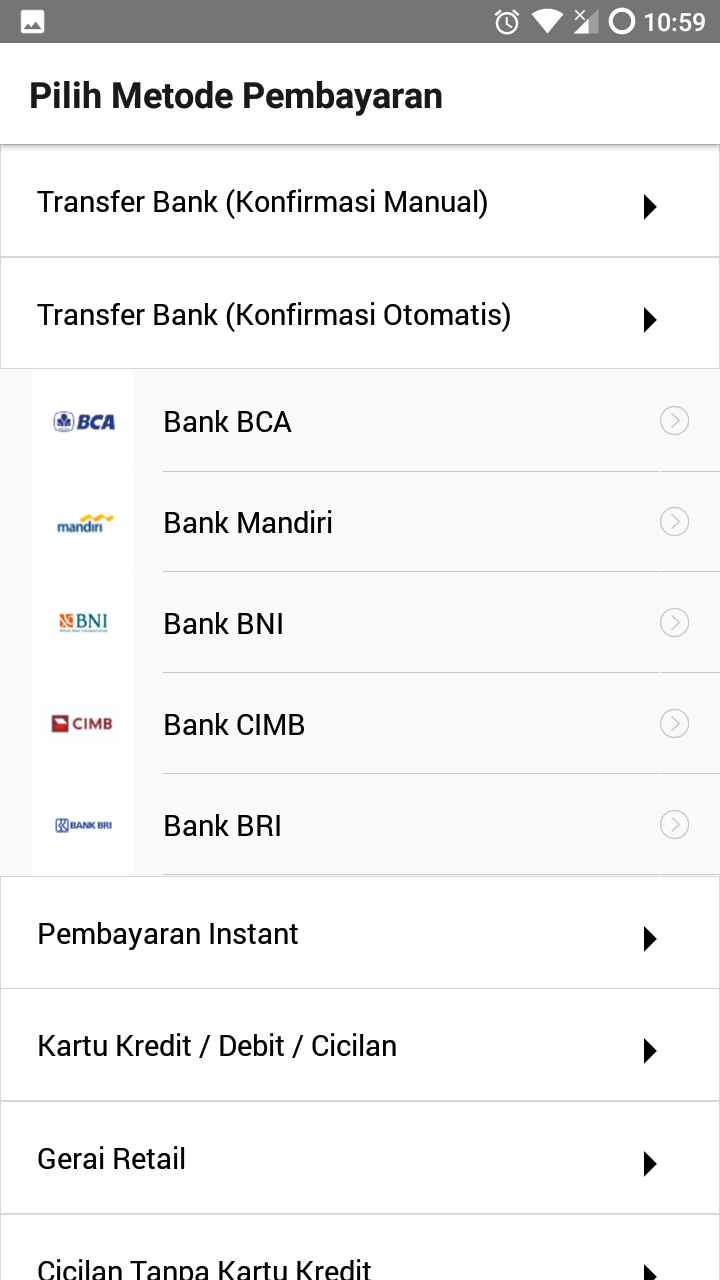 10:59
Pilih Metode Pembayaran
Transfer Bank (Konfirmasi Manual)
Transfer Bank (Konfirmasi Otomatis)
BCA Bank BCA
mandiri Bank Mandiri
BNI Bank BNI
CIMB Bank CIMB
BANK BRI Bank BRI
Pembayaran Instant
Kartu Kredit / Debit / Cicilan
Gerai Retail
Cicilan Tanpa Kartu Kredit